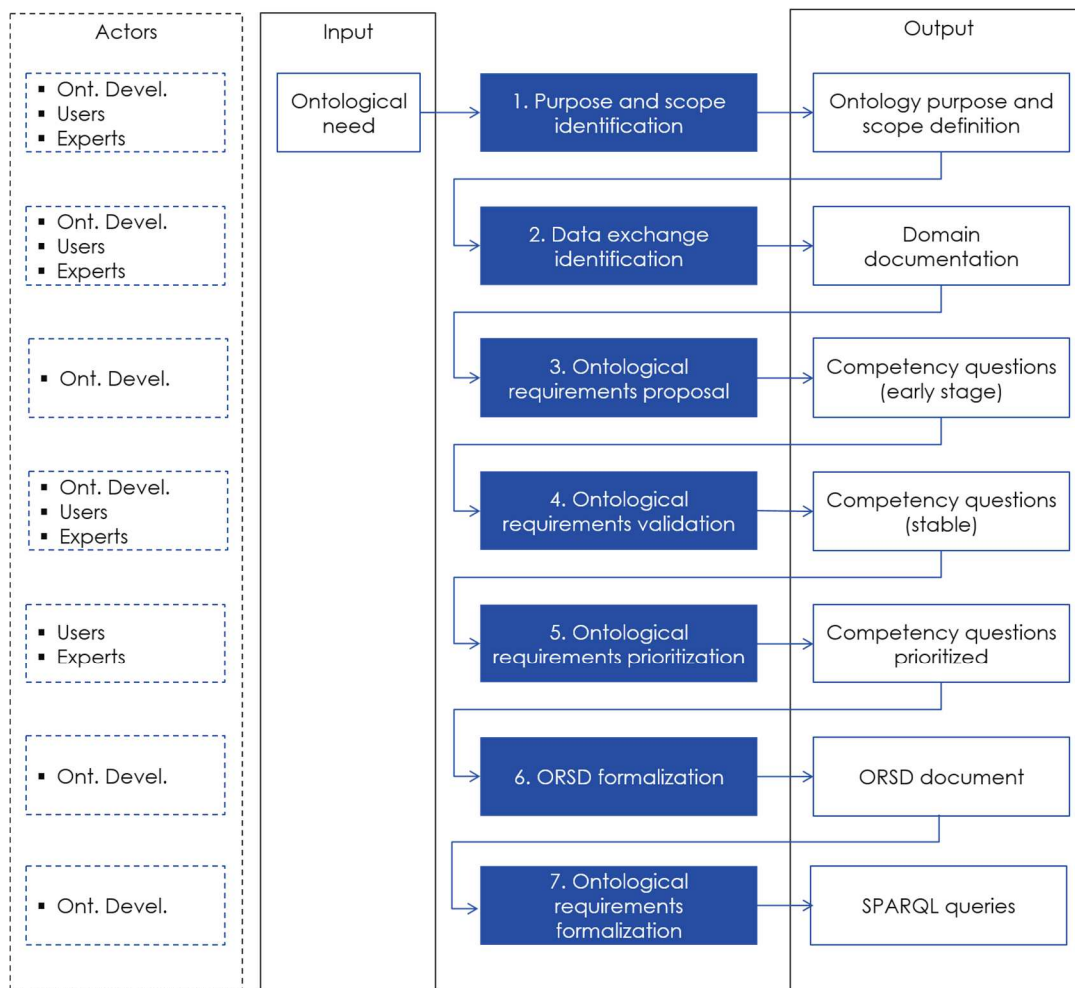 Actors
Input
Output
▪ Ont. Devel.
▪ Users
▪ Experts
Ontological
need
1. Purpose and scope
identification
Ontology purpose and
scope definition
▪ Ont. Devel.
▪ Users
▪ Experts
2. Data exchange
identification
Domain
documentation
▪ Ont. Devel.
3. Ontological
requirements proposal
Competency questions
(early stage)
▪ Ont. Devel.
▪ Users
▪ Experts
4. Ontological
requirements validation
Competency questions
(stable)
▪ Users
▪ Experts
5. Ontological
requirements prioritization
Competency questions
prioritized
▪ Ont. Devel.
6. ORSD formalization
ORSD document
▪ Ont. Devel.
7. Ontological
requirements
formalization
SPARQL queries